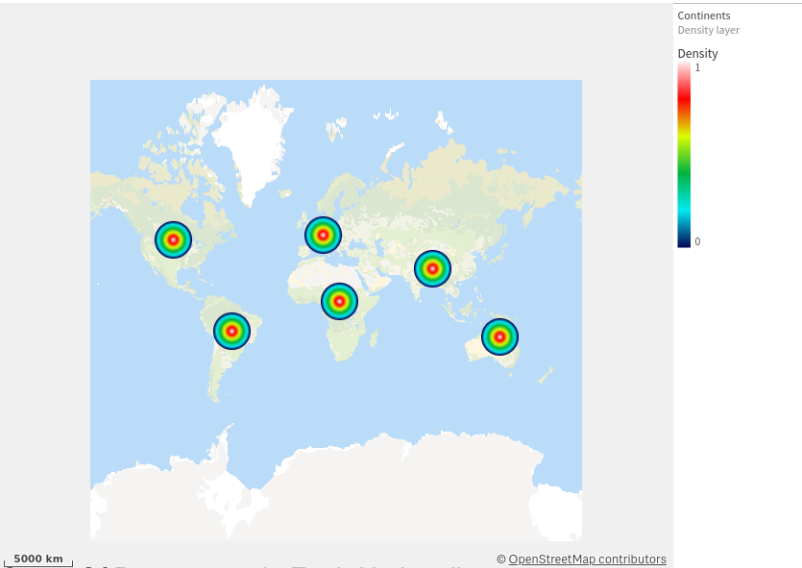 Continents
Density layer
Density
1
0
5000 km
© OpenStreetMap contributors